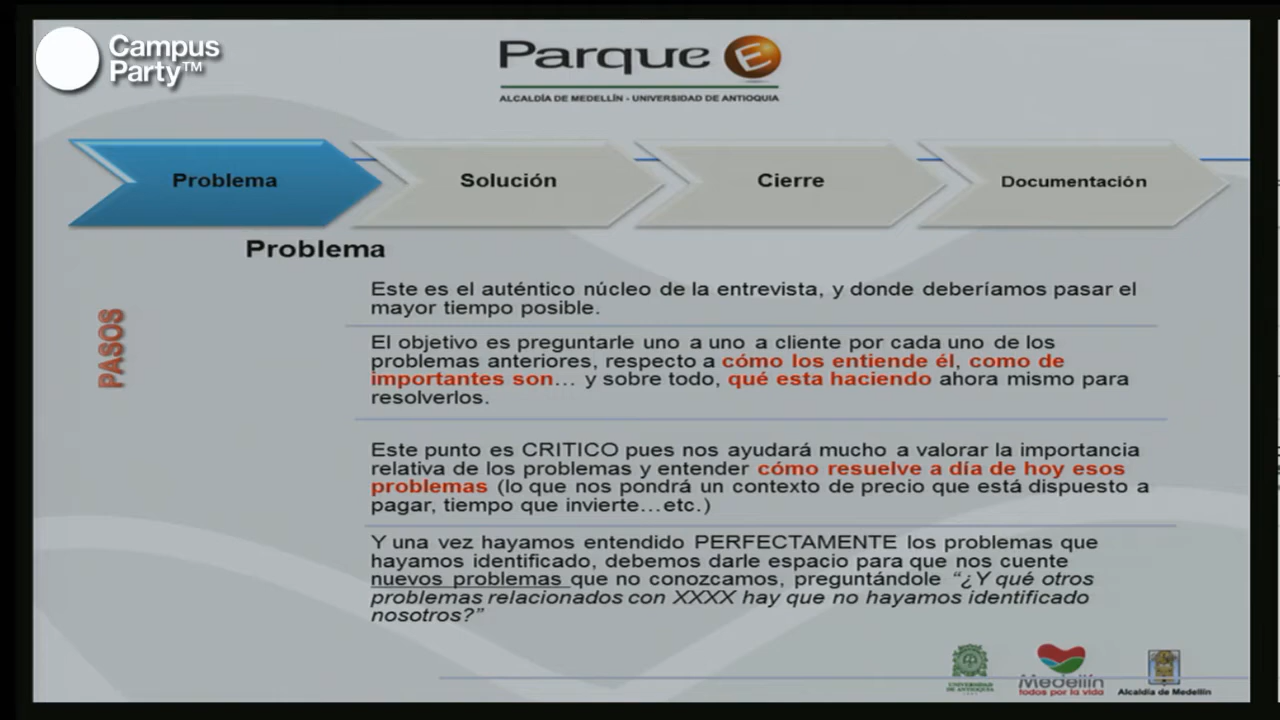 Campus
Party™
Parque E
ALCALDÍA DE MEDELLÍN - UNIVERSIDAD DE ANTIOQUIA
Problema
Solución
Cierre
Documentación
Problema
PASOS
Este es el auténtico núcleo de la entrevista, y donde deberíamos pasar el
mayor tiempo posible.
El objetivo es preguntarle uno a uno a cliente por cada uno de los
problemas anteriores, respecto a cómo los entiende él, como de
importantes son... y sobre todo, qué esta haciendo ahora mismo para
resolverlos.
Este punto es CRITICO pues nos ayudará mucho a valorar la importancia
relativa de los problemas y entender cómo resuelve a día de hoy esos
problemas (lo que nos pondrá un contexto de precio que está dispuesto a
pagar, tiempo que invierte...etc.)
Y una vez hayamos entendido PERFECTAMENTE los problemas que
hayamos identificado, debemos darle espacio para que nos cuente
nuevos problemas que no conozcamos, preguntándole “¿Y qué otros
problemas relacionados con XXXX hay que no hayamos identificado
nosotros?”
UNIVERSIDAD
DE ANTIOQUIA
Medellín
todos por la vida
Alcaldía de Medellín